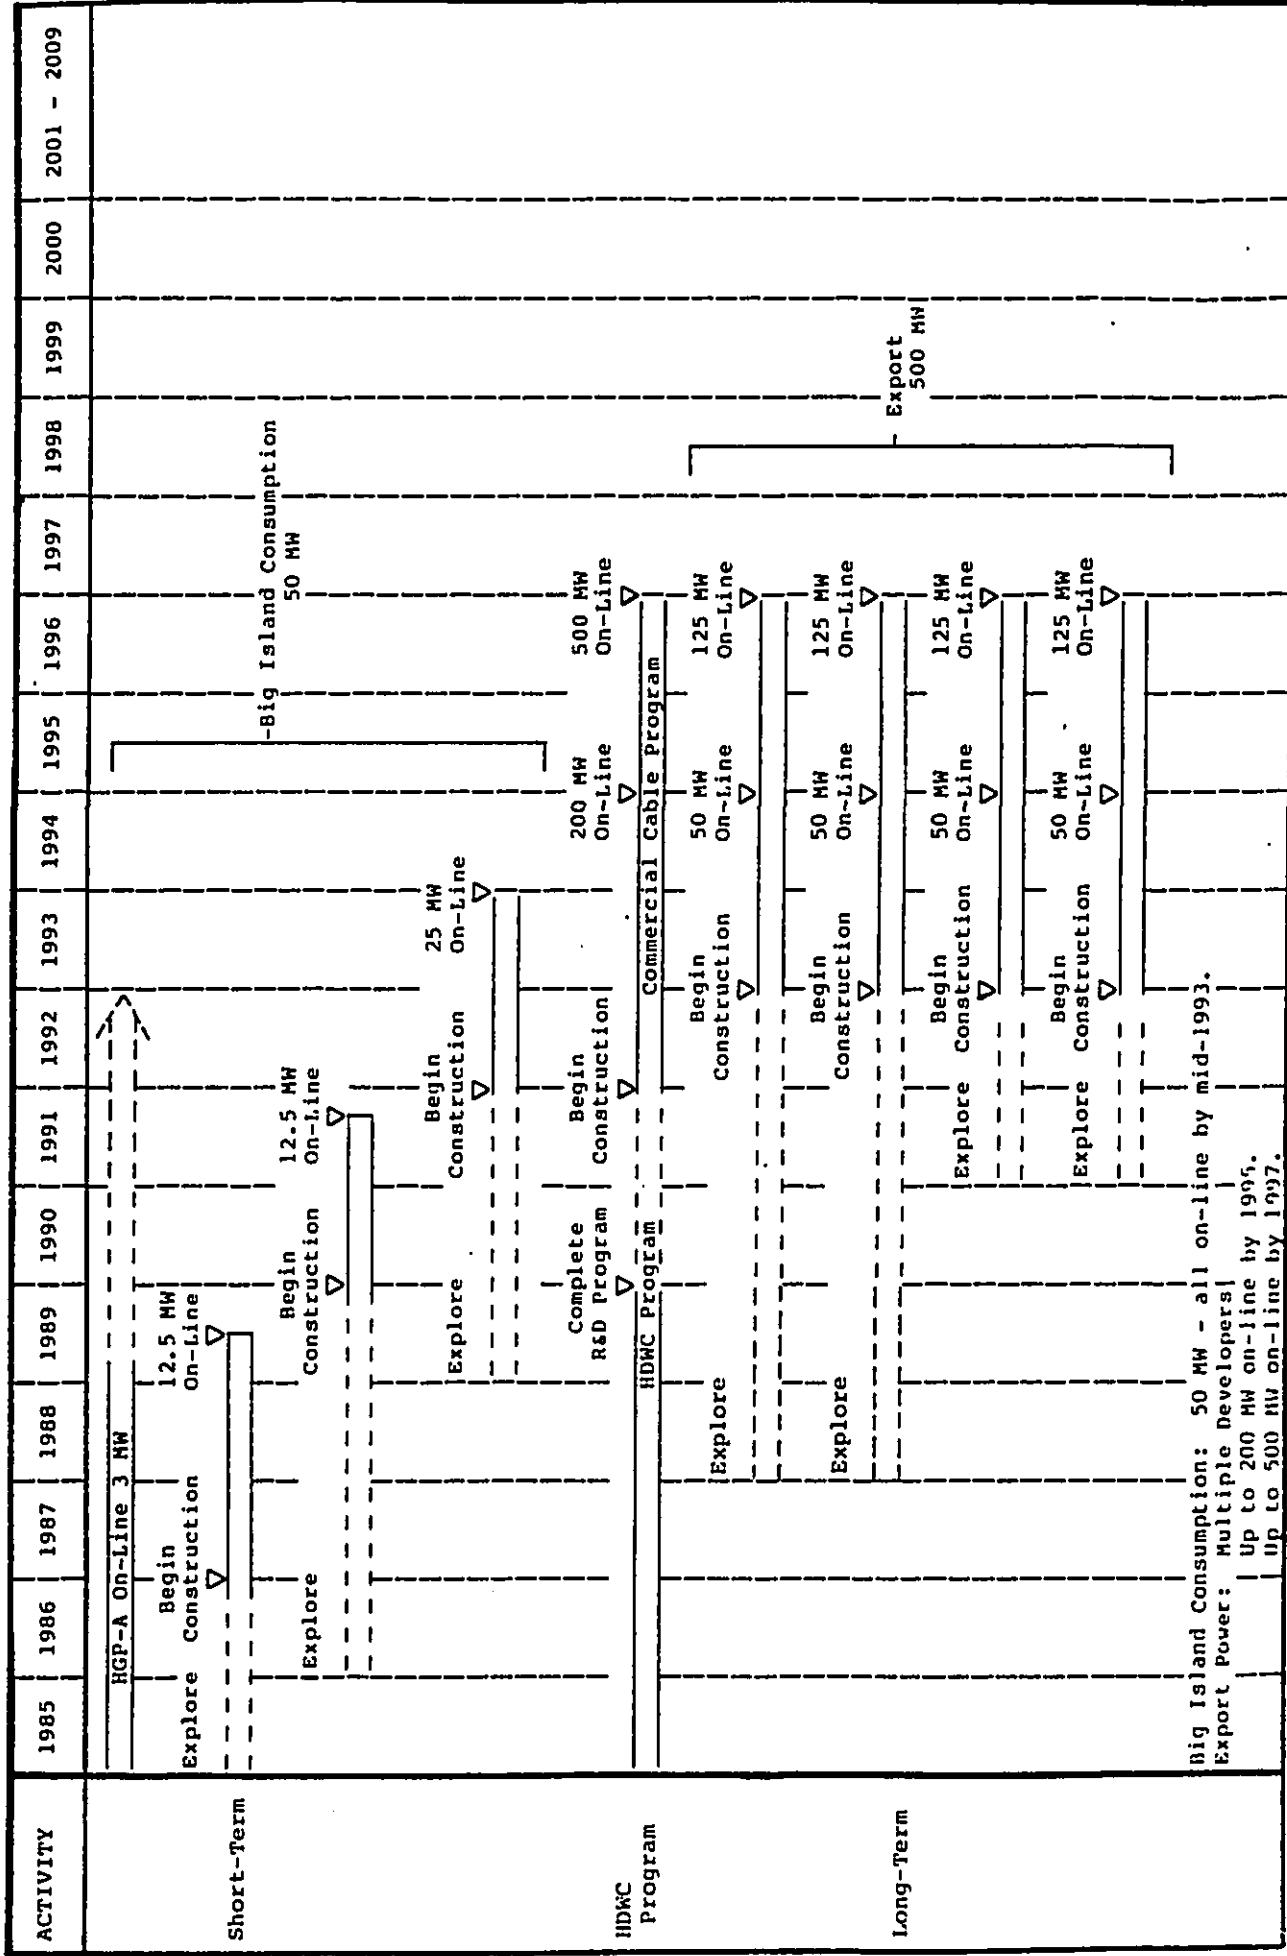 ACTIVITY 1985 1986 1987 1988 1989 1990 1991 1992 1993 1994 1995 1996 1997 1998 1999 2000 2001 - 2009
HGP-A On-Line 3 MW
Short-Term
Explore
Begin
Construction
12.5 MW
On-Line
Explore
Begin
Construction
12.5 MW
On-Line
Explore
Begin
Construction
25 MW
On-Line
Big Island Consumption
50 MW
HDWC
Program
Complete
R&D Program
HDWC Program
Begin
Construction
Commercial Cable Program
200 MW
On-Line
500 MW
On-Line
Long-Term
Explore
Begin
Construction
50 MW
On-Line
125 MW
On-Line
Explore
Begin
Construction
50 MW
On-Line
125 MW
On-Line
Explore
Begin
Construction
50 MW
On-Line
125 MW
On-Line
Explore
Begin
Construction
50 MW
On-Line
125 MW
On-Line
Export
500 MW
Big Island Consumption: 50 MW - all on-line by mid-1993.
Export Power: Multiple Developers
Up to 200 MW on-line by 1995.
Up to 500 MW on-line by 1997.